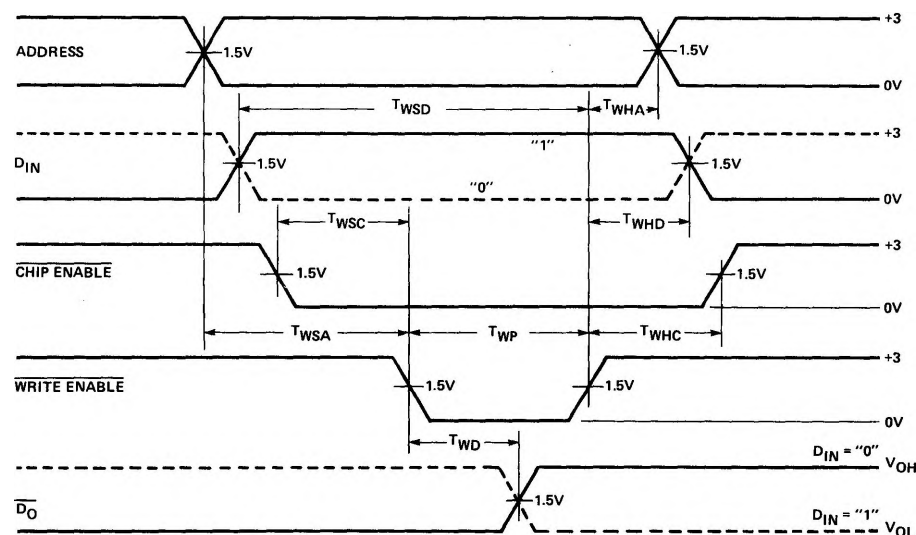 +3
ADDRESS 1.5V 1.5V
0V
TWSD TWHA
+3
"1"
DIN 1.5V 1.5V
"0"
0V
TWSC TWHD
+3
CHIP ENABLE 1.5V 1.5V
0V
TWSA TWP TWHC
+3
WRITE ENABLE 1.5V 1.5V
0V
TWD
DIN = "0" VOH
DO 1.5V
DIN = "1" VOL